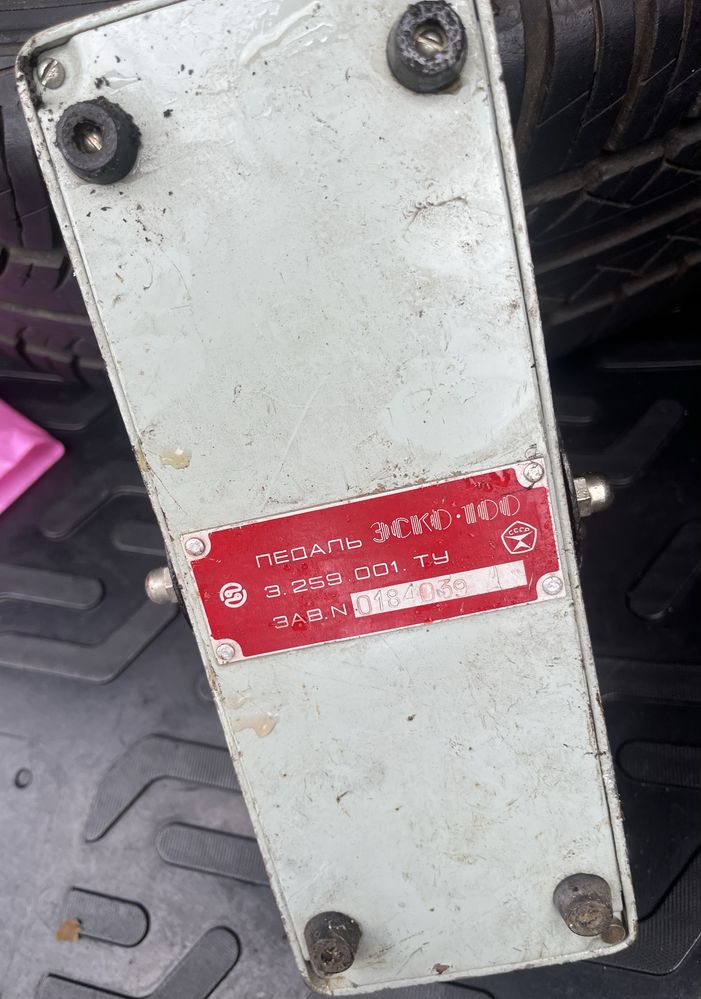 ПЕДАЛЬ ЭСКО·100
3.259.001.ТУ
СССР
ЗАВ.N 0184039